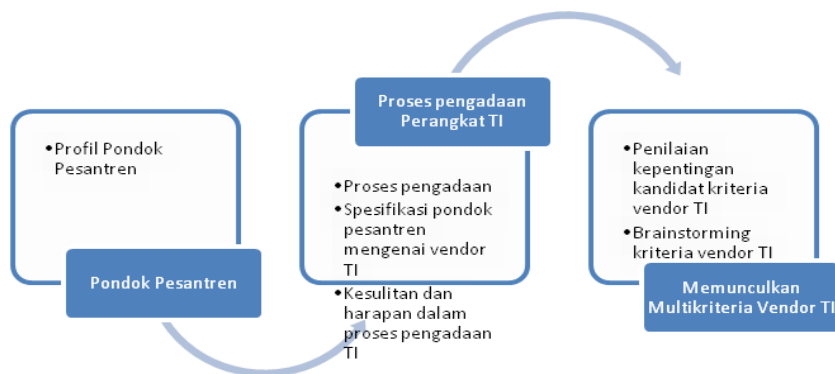 •Profil Pondok
Pesantren
Pondok Pesantren
Proses pengadaan
Perangkat TI
•Proses pengadaan
•Spesifikasi pondok
pesantren
mengenai vendor
TI
•Kesulitan dan
harapan dalam
proses pengadaan
TI
•Penilaian
kepentingan
kandidat kriteria
vendor TI
•Brainstorming
kriteria vendor TI
Memunculkan
Multikriteria Vendor TI